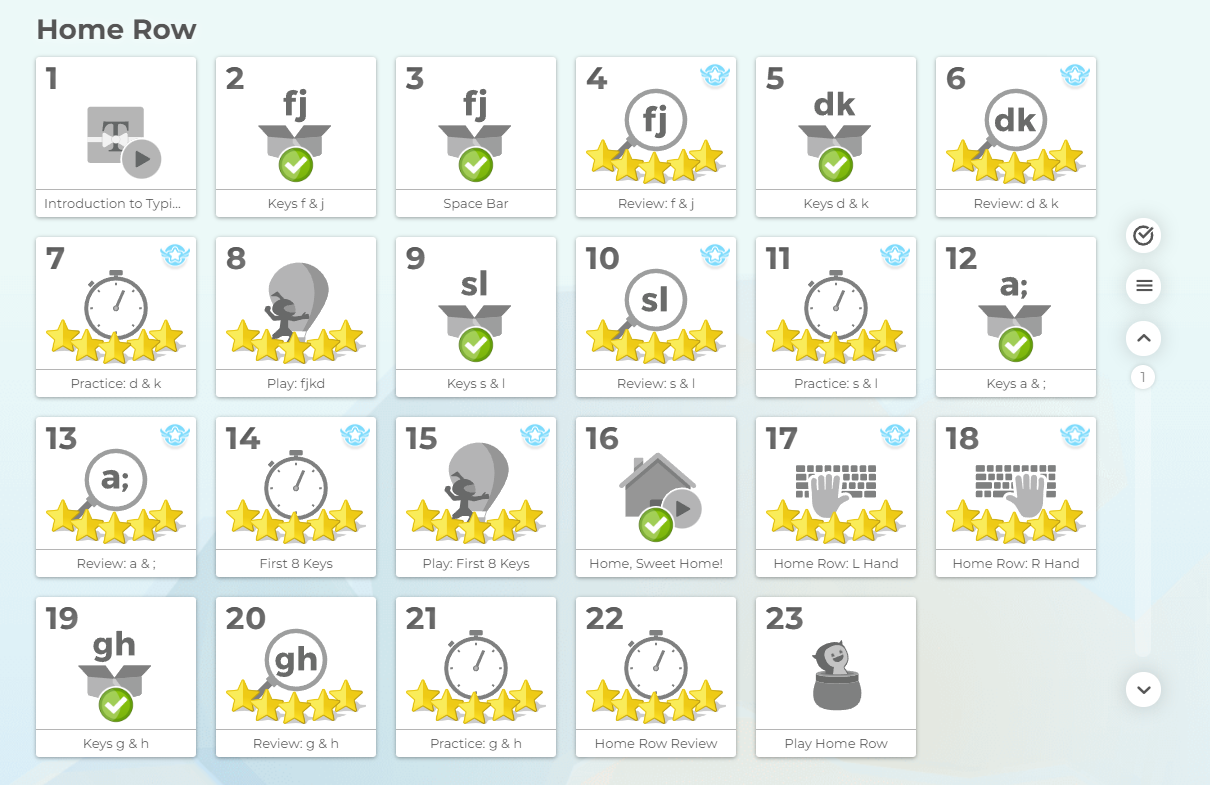 Home Row
1
T
Introduction to Typi...
2
fj
Keys f & j
3
fj
Space Bar
4
fj
Review: f & j
5
dk
Keys d & k
6
dk
Review: d & k
7
Practice: d & k
8
Play: fjkd
9
sl
Keys s & l
10
sl
Review: s & l
11
Practice: s & l
12
a;
Keys a & ;
13
a;
Review: a & ;
14
First 8 Keys
15
Play: First 8 Keys
16
Home, Sweet Home!
17
Home Row: L Hand
18
Home Row: R Hand
19
gh
Keys g & h
20
gh
Review: g & h
21
Practice: g & h
22
Home Row Review
23
Play Home Row
1